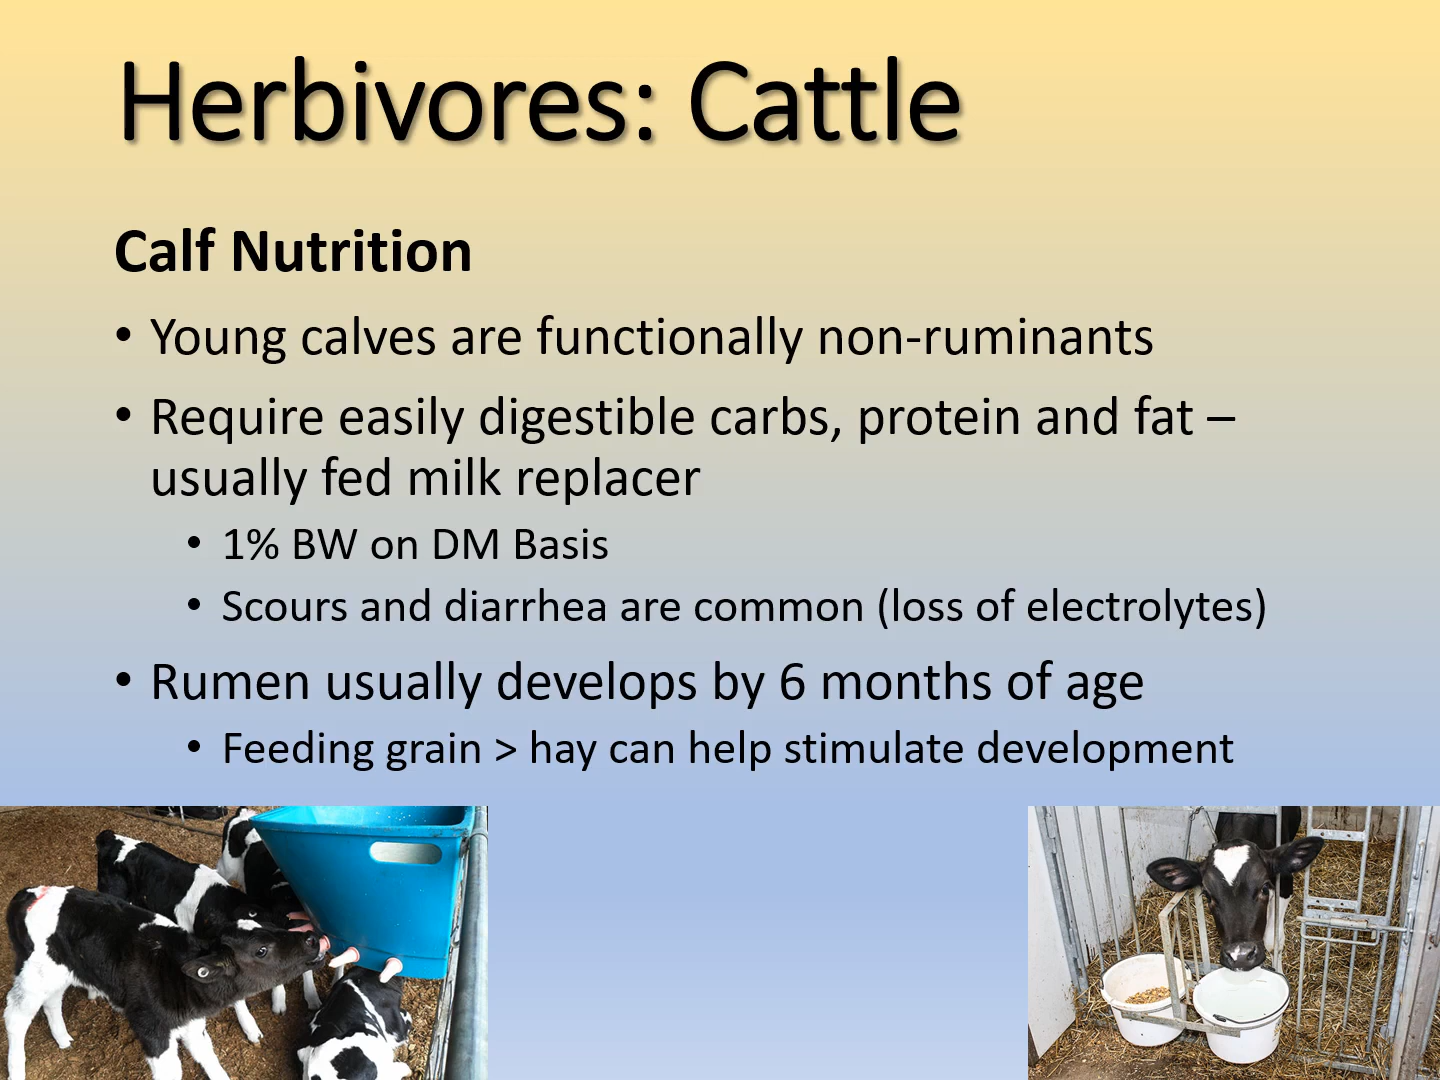 Herbivores: Cattle
Calf Nutrition
• Young calves are functionally non-ruminants
• Require easily digestible carbs, protein and fat –
usually fed milk replacer
• 1% BW on DM Basis
• Scours and diarrhea are common (loss of electrolytes)
• Rumen usually develops by 6 months of age
• Feeding grain > hay can help stimulate development